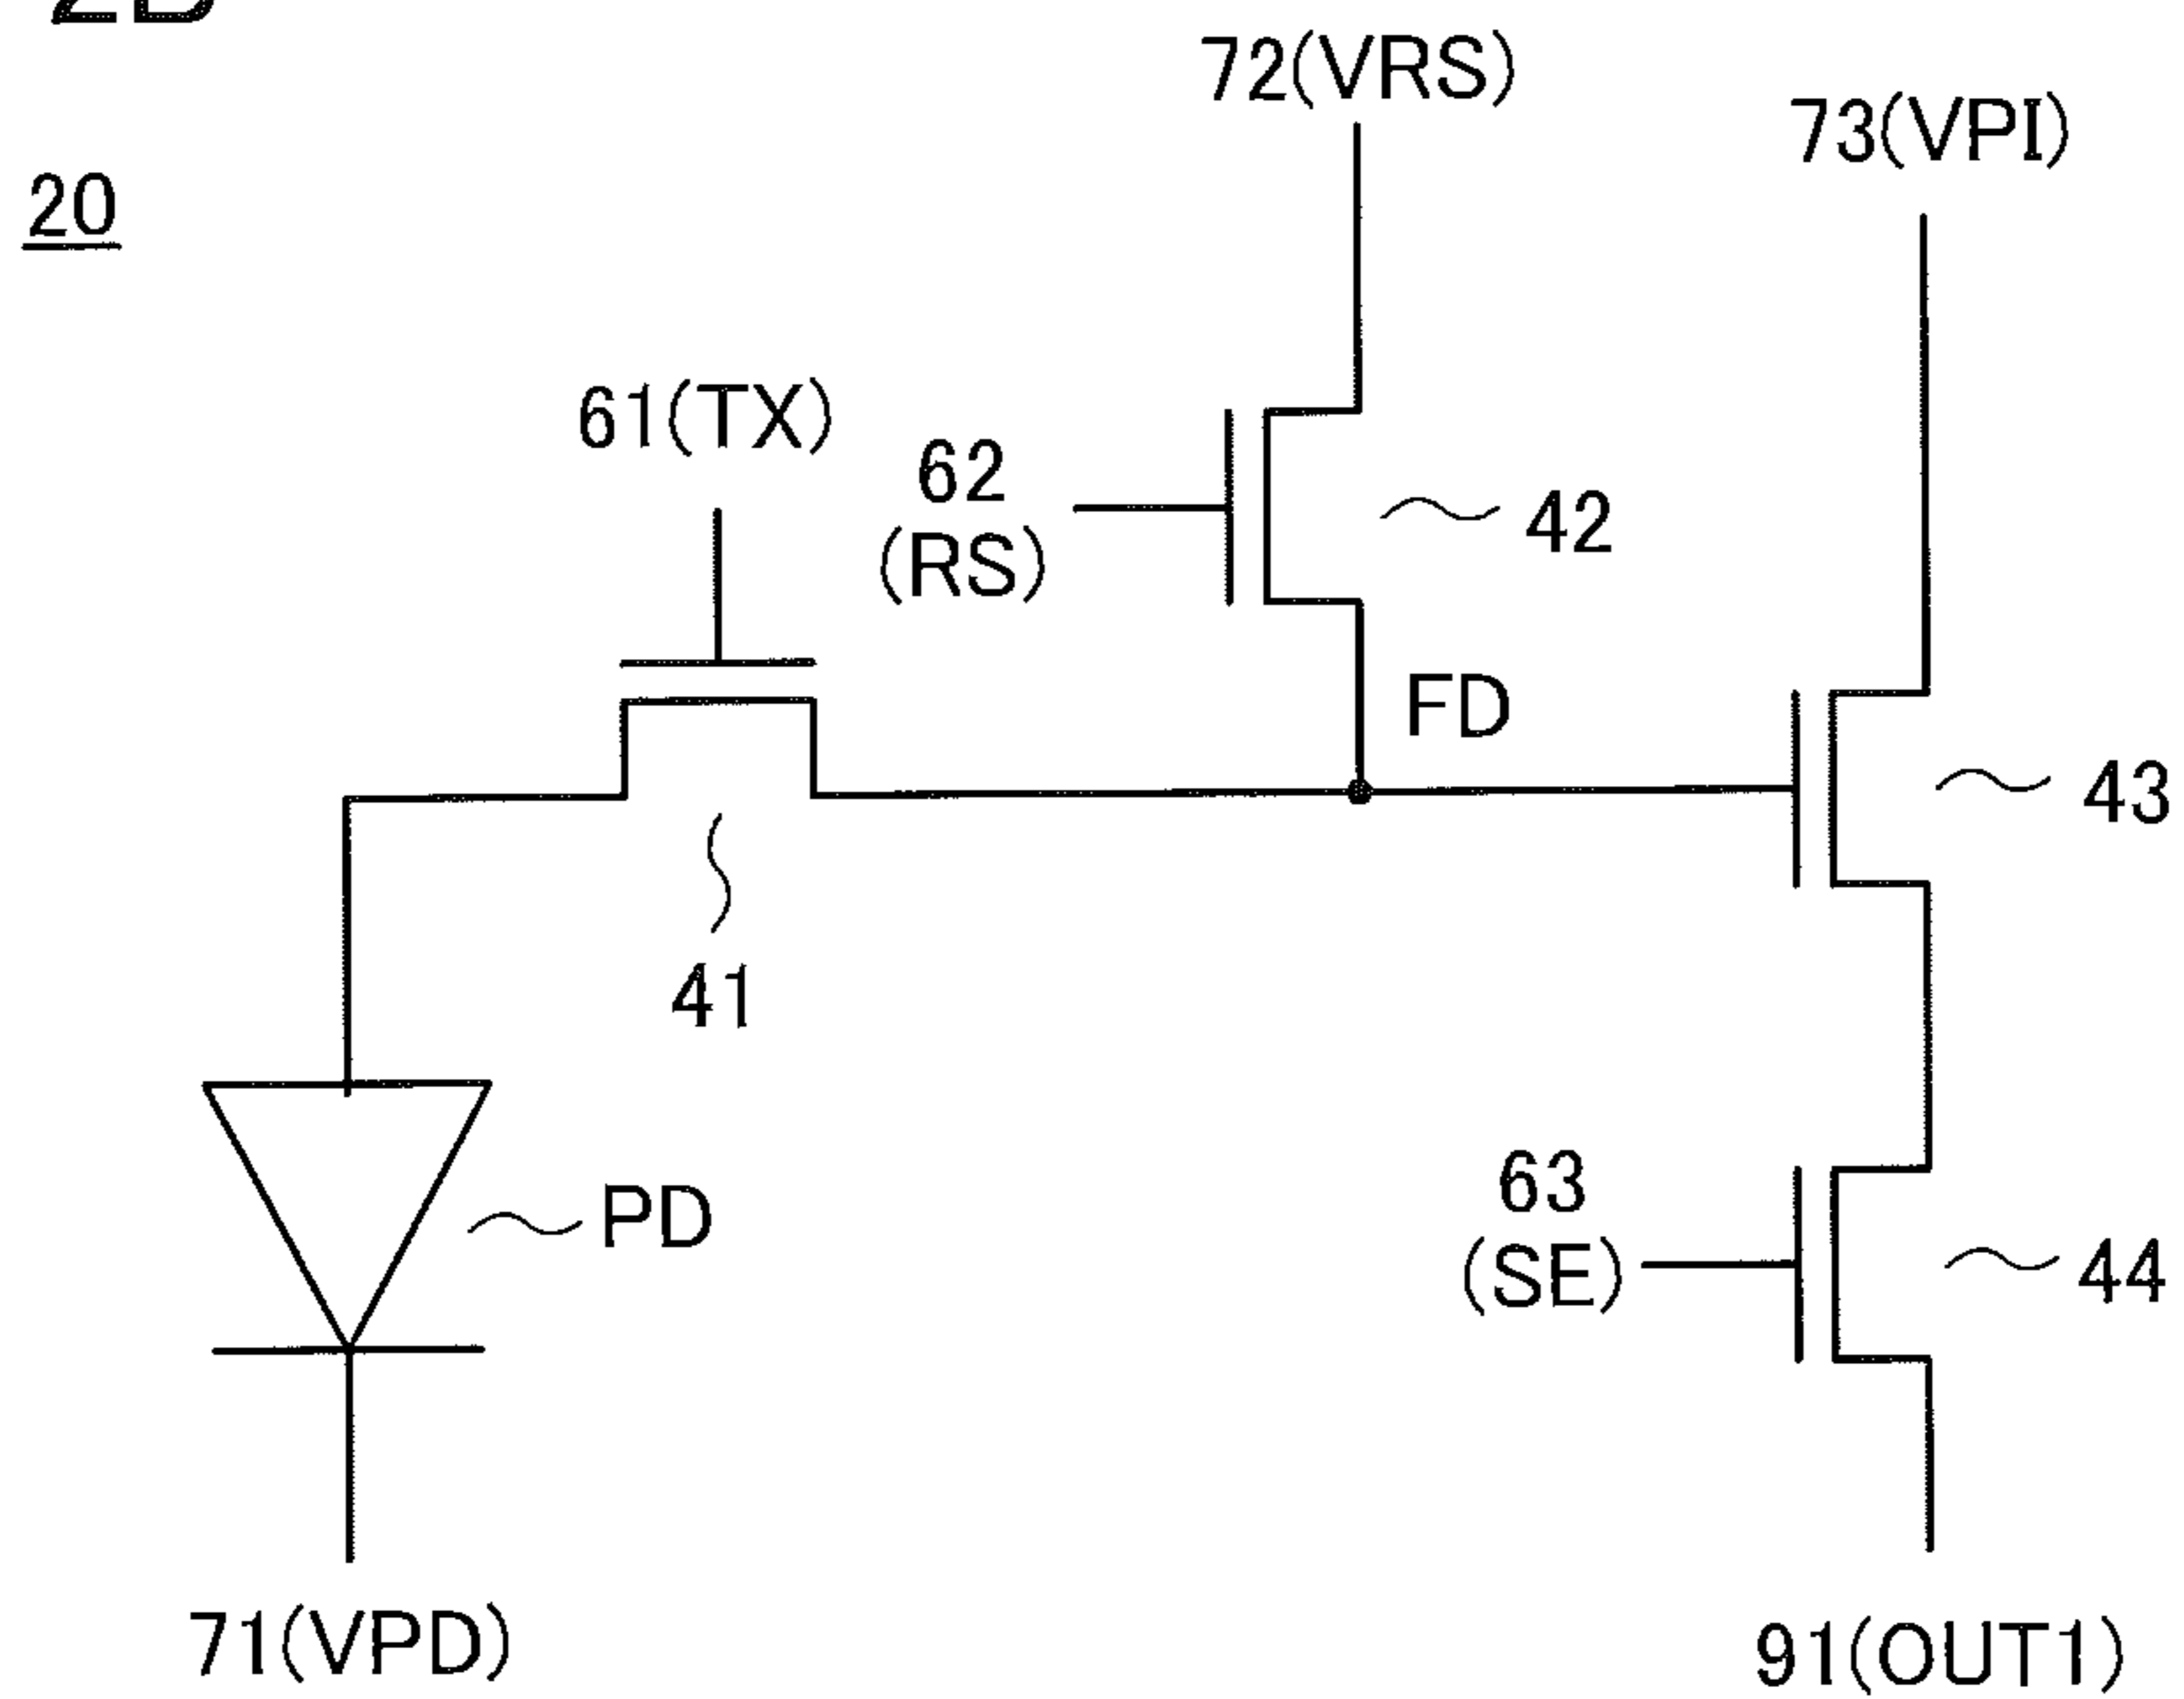 72(VRS)
73(VPI)
20
61(TX)
62
(RS)
42
FD
43
41
PD
63
(SE)
44
71(VPD)
91(OUT1)